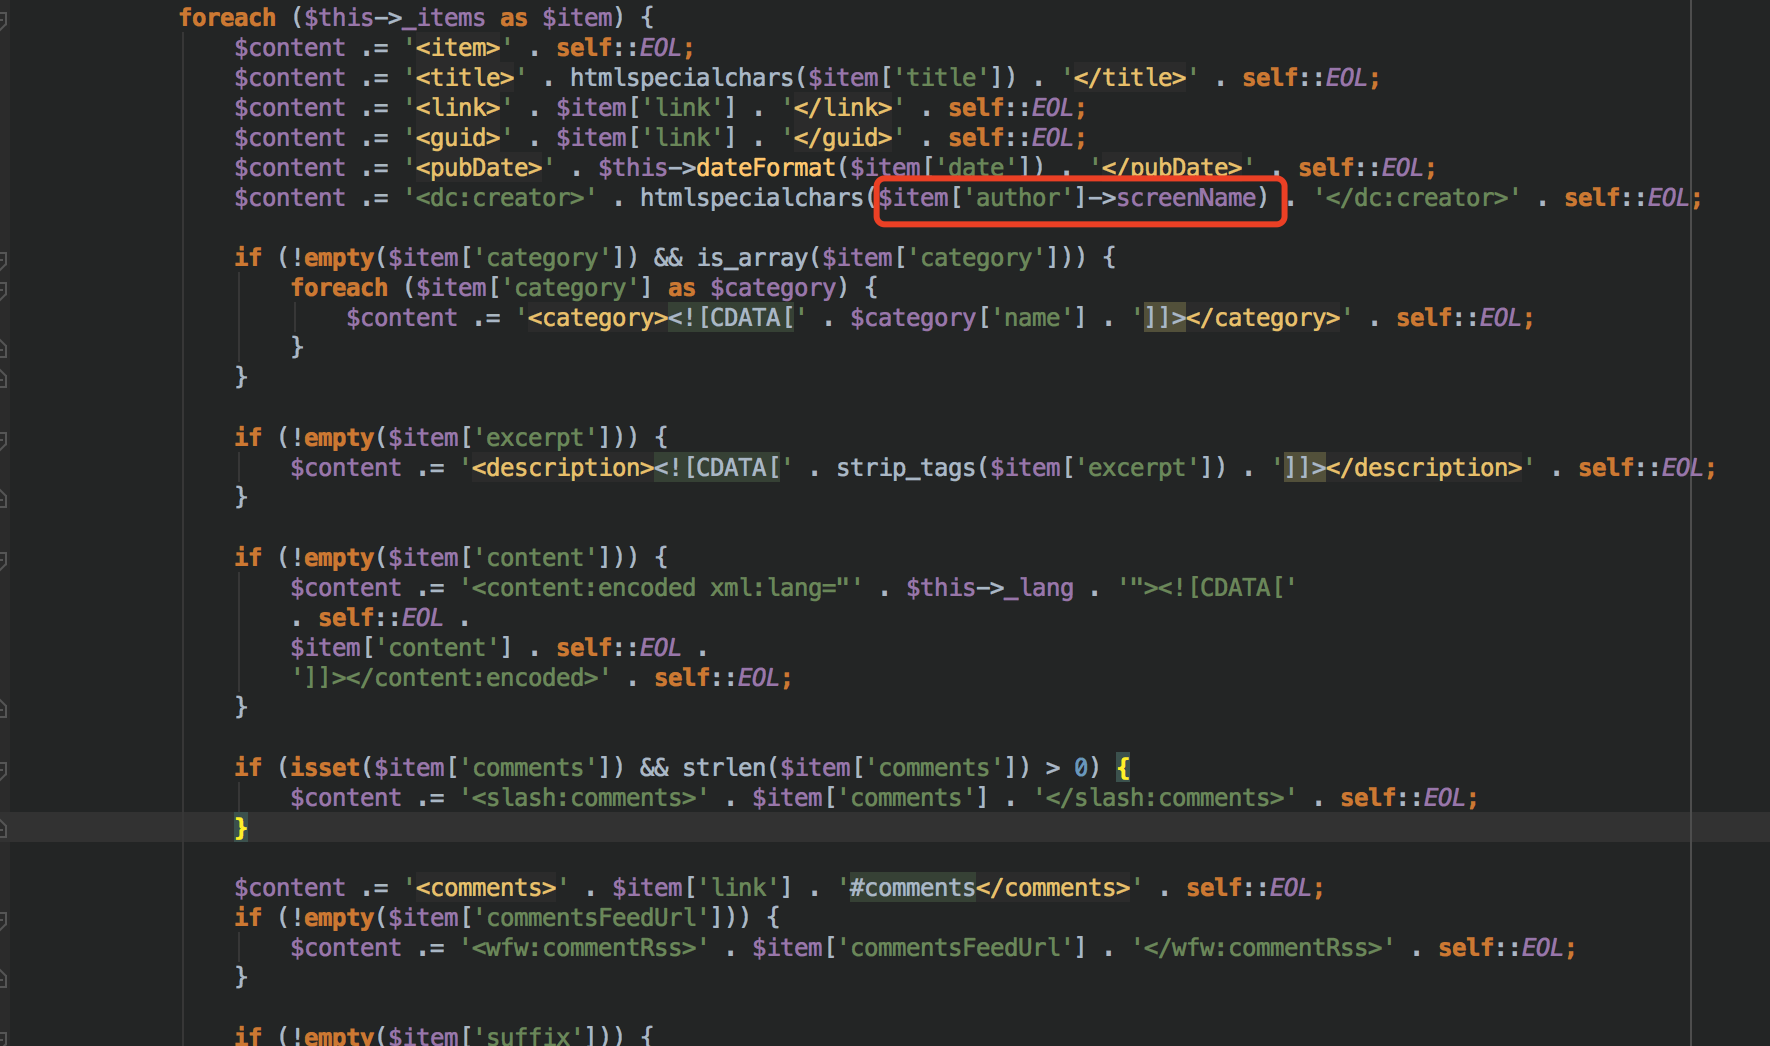 foreach ($this->_items as $item) {
$content .= '<item>' . self::EOL;
$content .= '<title>' . htmlspecialchars($item['title']) . '</title>' . self::EOL;
$content .= '<link>' . $item['link'] . '</link>' . self::EOL;
$content .= '<guid>' . $item['link'] . '</guid>' . self::EOL;
$content .= '<pubDate>' . $this->dateFormat($item['date']) . '</pubDate>' . self::EOL;
$content .= '<dc:creator>' . htmlspecialchars($item['author']->screenName) . '</dc:creator>' . self::EOL;
if (!empty($item['category']) && is_array($item['category'])) {
foreach ($item['category'] as $category) {
$content .= '<category><![CDATA[' . $category['name'] . ']]></category>' . self::EOL;
}
}
if (!empty($item['excerpt'])) {
$content .= '<description><![CDATA[' . strip_tags($item['excerpt']) . ']]></description>' . self::EOL;
}
if (!empty($item['content'])) {
$content .= '<content:encoded xml:lang="' . $this->_lang . '"><![CDATA['
. self::EOL .
$item['content'] . self::EOL .
']]></content:encoded>' . self::EOL;
}
if (isset($item['comments']) && strlen($item['comments']) > 0) {
$content .= '<slash:comments>' . $item['comments'] . '</slash:comments>' . self::EOL;
}
$content .= '<comments>' . $item['link'] . '#comments</comments>' . self::EOL;
if (!empty($item['commentsFeedUrl'])) {
$content .= '<wfw:commentRss>' . $item['commentsFeedUrl'] . '</wfw:commentRss>' . self::EOL;
}
if (!empty($item['suffix'])) {